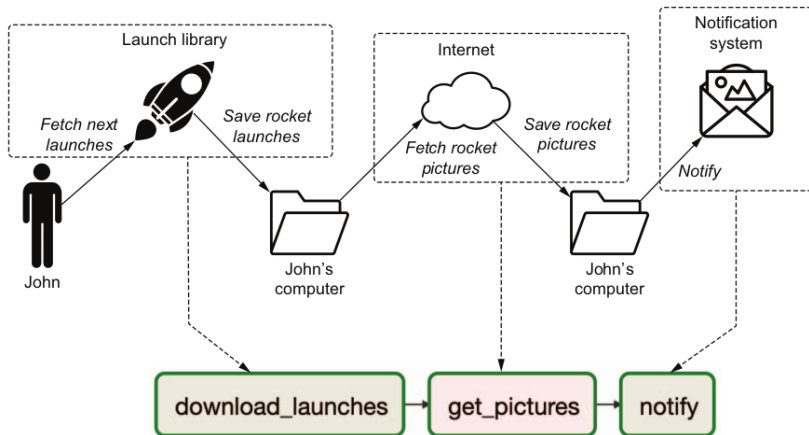 Launch library
Internet
Notification
system
Fetch next
launches
Save rocket
launches
Fetch rocket
pictures
Save rocket
pictures
Notify
John
John's
computer
John's
computer
download_launches
get_pictures
notify